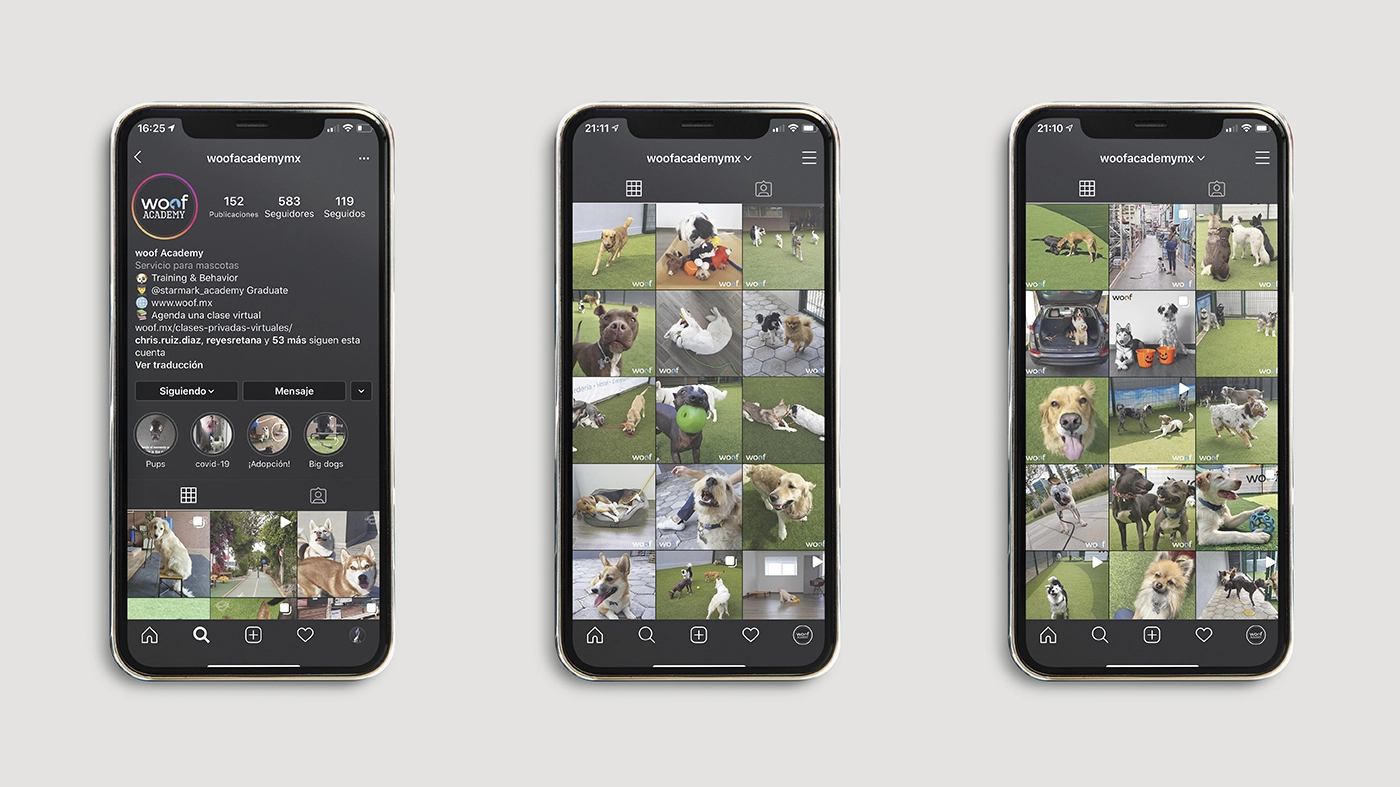 16:25
woofacademymx
woof
ACADEMY
152
583
119
Publicaciones
Seguidores
Seguidos
woof Academy
Servicio para mascotas
Training & Behavior
@starmark_academy Graduate
www.woof.mx
Agenda una clase virtual
woof.mx/clases-privadas-virtuales/
chris.ruiz.diaz, reyesretana y 53 más siguen esta
cuenta
Ver traducción
Siguiendo
Mensaje
Pups
covid-19
¡Adopción!
Big dogs
21:11
woofacademymx
woof
woof
woof
woof
woof
woof
woof
woof
woof
woof
21:10
woofacademymx
woof
woof
woof
woof
woof
woof